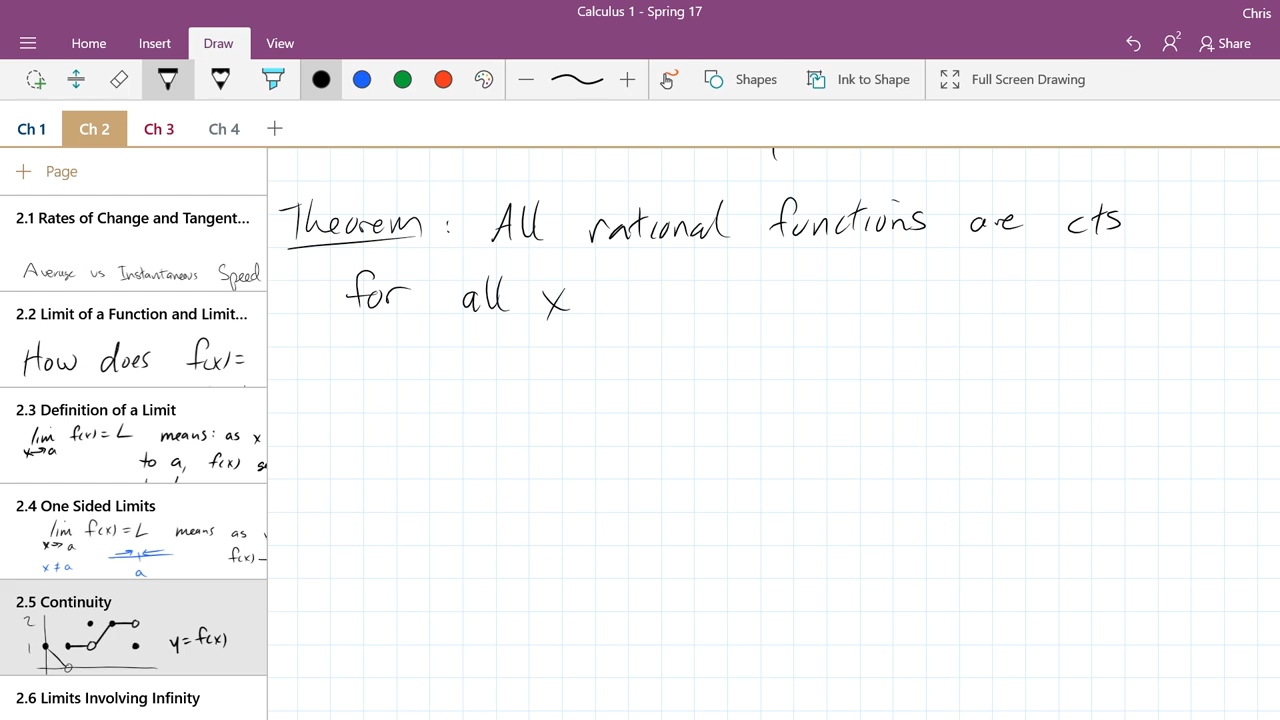 Calculus 1 - Spring 17
Chris
Home Insert Draw View
2 Share
Shapes Ink to Shape Full Screen Drawing
Ch 1 Ch 2 Ch 3 Ch 4
Page
2.1 Rates of Change and Tangent...
Average vs Instantaneous Speed
2.2 Limit of a Function and Limit...
How does f(x)=
2.3 Definition of a Limit
lim f(x) = L means: as x
x→a
to a, f(x)
2.4 One Sided Limits
lim f(x) = L means as
x→a
f(x)
x≠a
a
2.5 Continuity
2
1
y = f(x)
2.6 Limits Involving Infinity
Theorem: All rational functions are cts
for all x